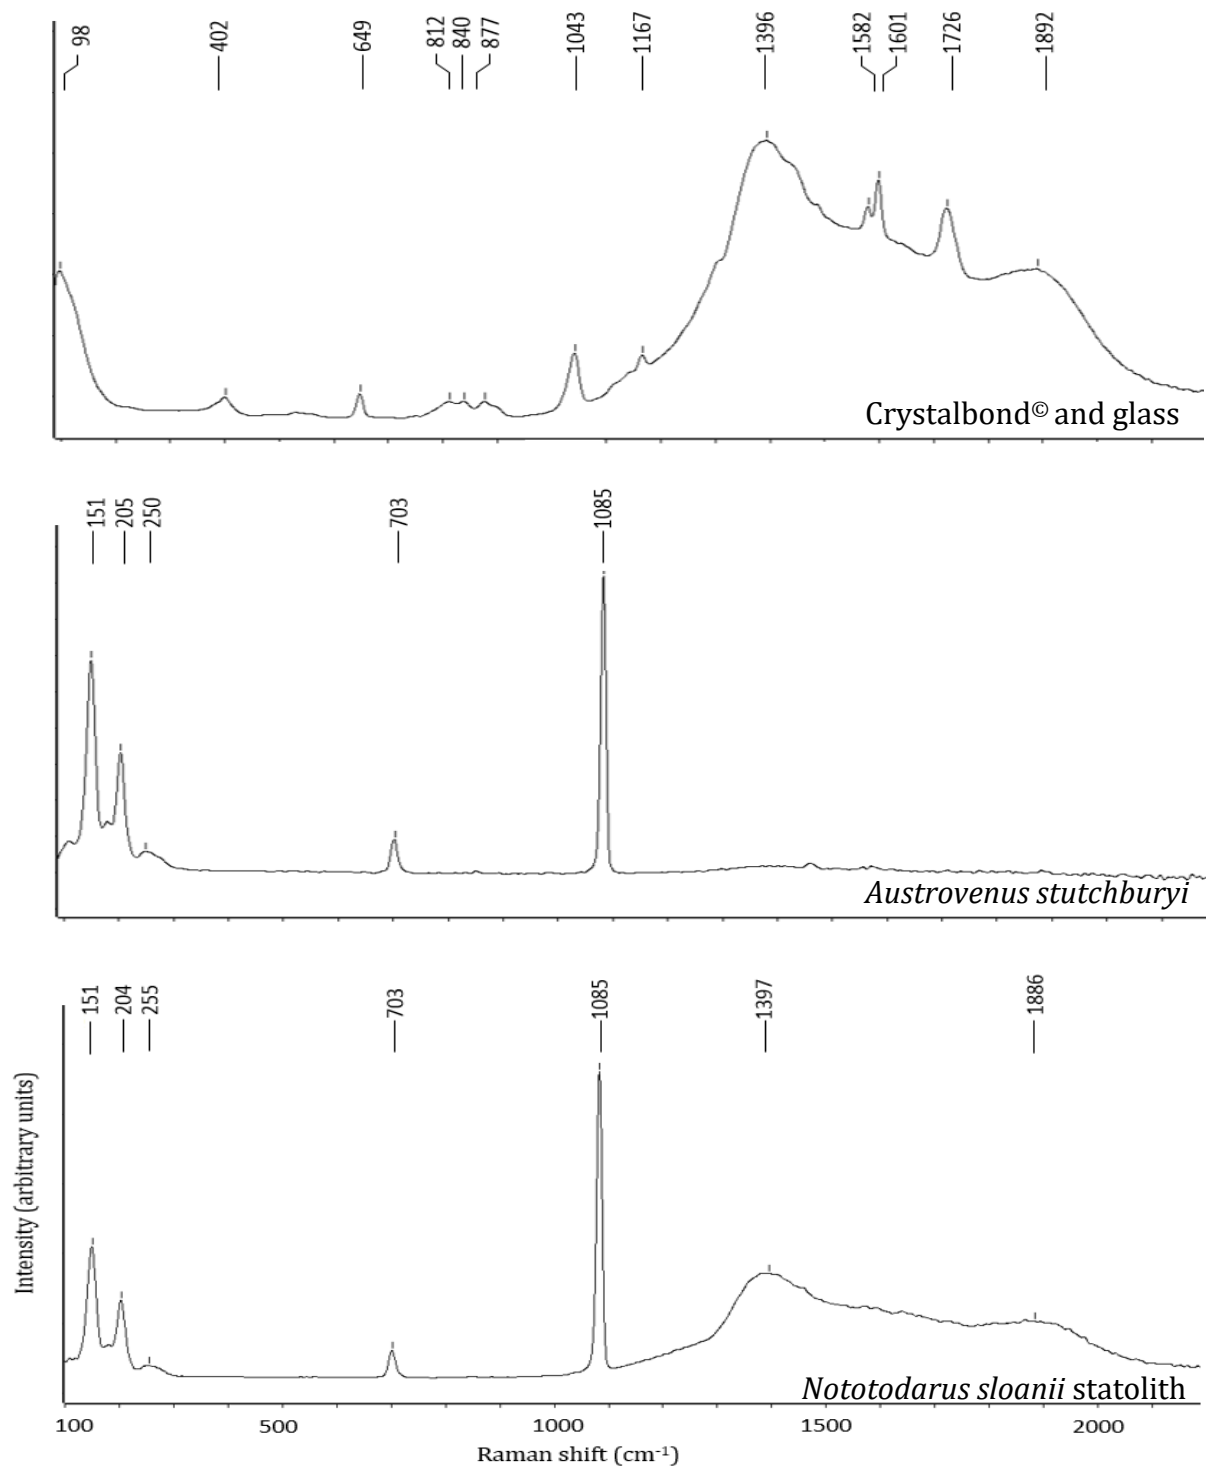 98 402 649 812 840 877 1043 1167 1396 1582 1601 1726 1892
Crystalbond© and glass
151 205 250 703 1085
Austrovenus stutchburyi
151 204 255 703 1085 1397 1886
Intensity (arbitrary units)
Nototodarus sloanii statolith
100 500 1000 1500 2000
Raman shift (cm⁻¹)